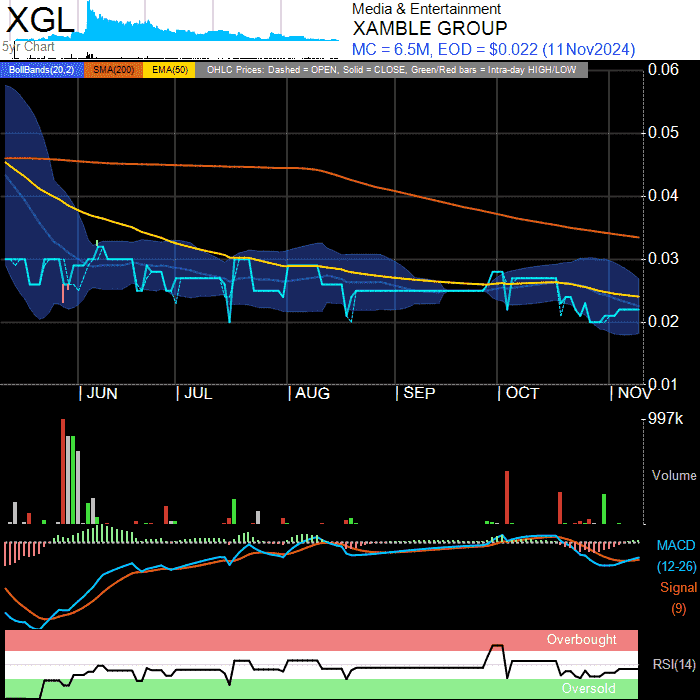 XGL
5yr Chart
Media & Entertainment
XAMBLE GROUP
MC = 6.5M, EOD = $0.022 (11Nov2024)
BollBands(20,2) SMA(200) EMA(50) OHLC Prices: Dashed = OPEN, Solid = CLOSE, Green/Red bars = Intra-day HIGH/LOW
0.06
0.05
0.04
0.03
0.02
0.01
JUN JUL AUG SEP OCT NOV
997k
Volume
MACD
(12-26)
Signal
(9)
Overbought
RSI(14)
Oversold